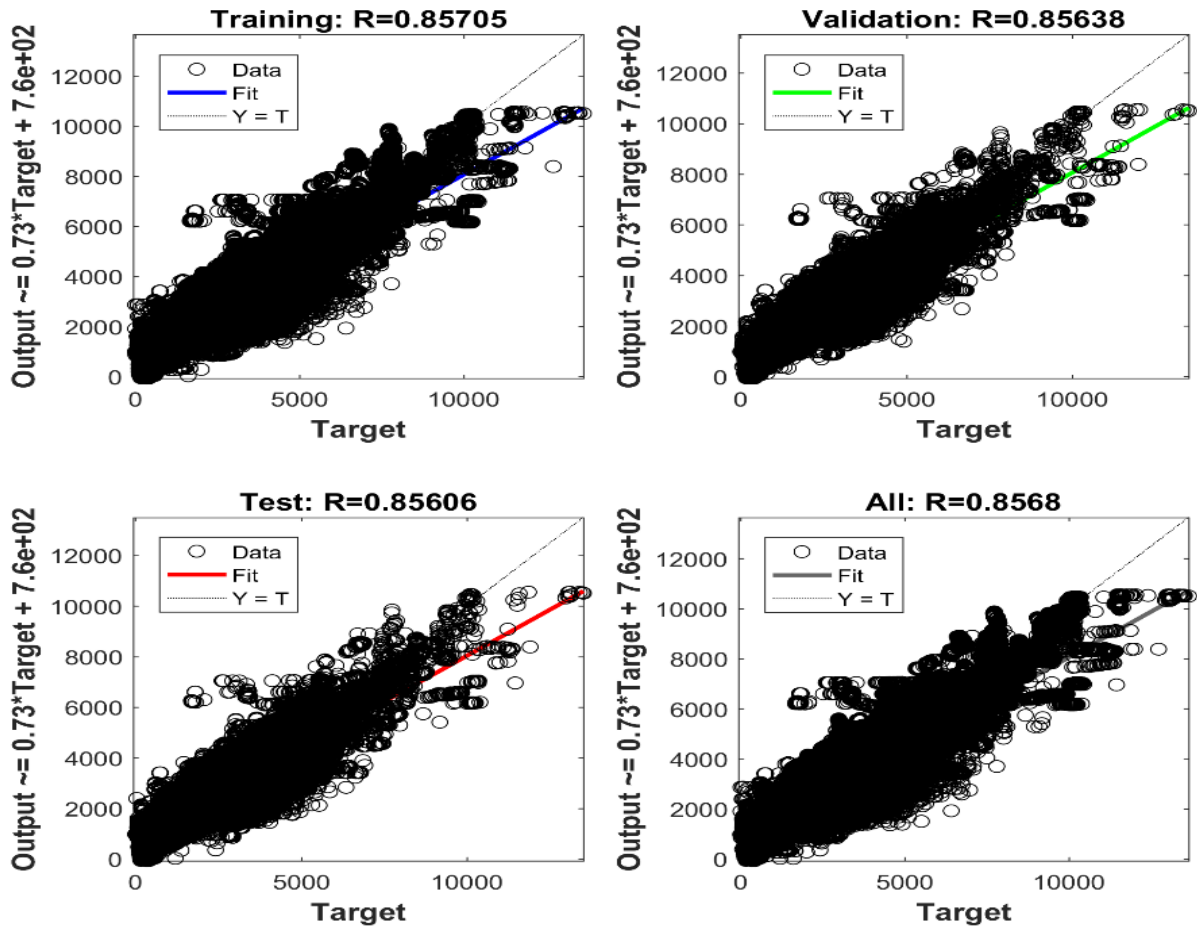 Training: R=0.85705
Output ~= 0.73*Target + 7.6e+02
12000
10000
8000
6000
4000
2000
0
Data
Fit
Y = T
0
5000
10000
Target
Validation: R=0.85638
Output ~= 0.73*Target + 7.6e+02
12000
10000
8000
6000
4000
2000
0
Data
Fit
Y = T
0
5000
10000
Target
Test: R=0.85606
Output ~= 0.73*Target + 7.6e+02
12000
10000
8000
6000
4000
2000
0
Data
Fit
Y = T
0
5000
10000
Target
All: R=0.8568
Output ~= 0.73*Target + 7.6e+02
12000
10000
8000
6000
4000
2000
0
Data
Fit
Y = T
0
5000
10000
Target